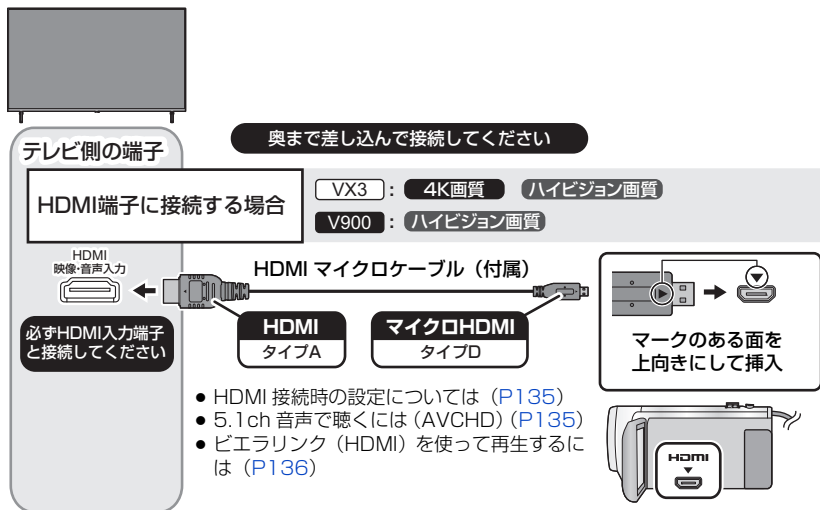 奥まで差し込んで接続してください
テレビ側の端子
HDMI端子に接続する場合
VX3 : 4K画質 ハイビジョン画質
V900 : ハイビジョン画質
HDMI
映像・音声入力
HDMI マイクロケーブル（付属）
必ずHDMI入力端子
と接続してください
HDMI
タイプA
マイクロHDMI
タイプD
マークのある面を
上向きにして挿入
● HDMI 接続時の設定については（P135）
● 5.1ch 音声で聴くには（AVCHD）（P135）
● ビエラリンク（HDMI）を使って再生するに
は（P136）
HDMI